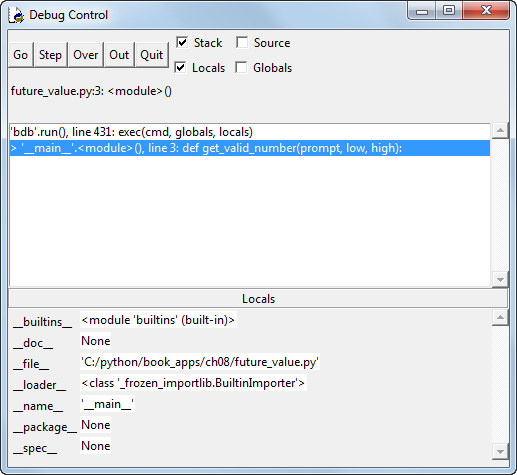 Debug Control
Go Step Over Out Quit Stack Source
Locals Globals
future_value.py:3: <module>()
'bdb'.run(), line 431: exec(cmd, globals, locals)
> '__main__'.<module>(), line 3: def get_valid_number(prompt, low, high):
Locals
__builtins__ <module 'builtins' (built-in)>
__doc__ None
__file__ 'C:/python/book_apps/ch08/future_value.py'
__loader__ <class '_frozen_importlib.BuiltinImporter'>
__name__ '__main__'
__package__ None
__spec__ None